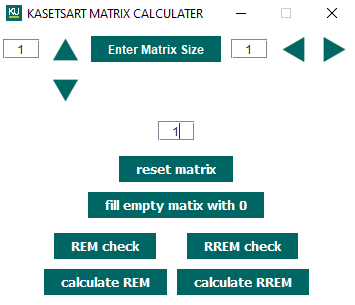 KU KASETSART MATRIX CALCULATER
1 Enter Matrix Size 1
1
reset matrix
fill empty matix with 0
REM check RREM check
calculate REM calculate RREM